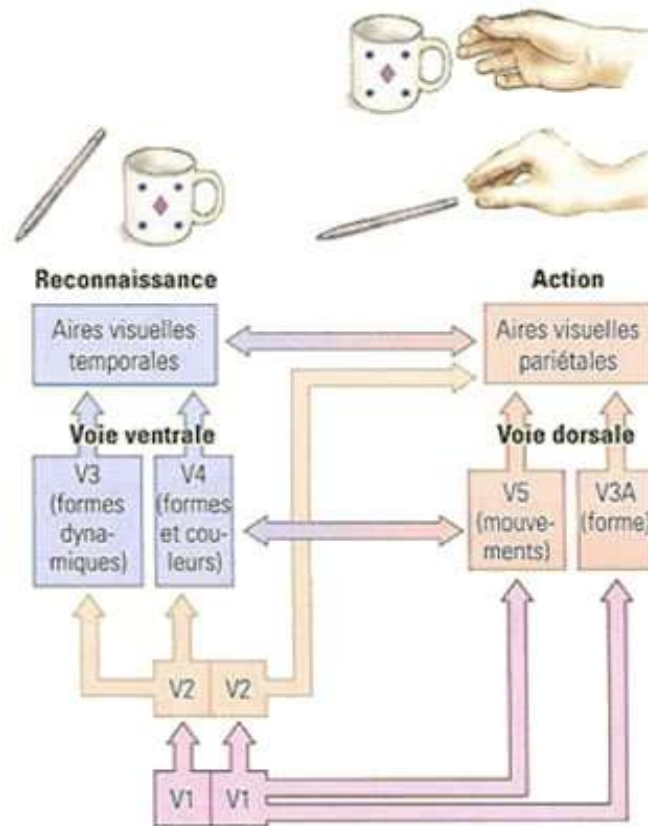 Reconnaissance
Action
Aires visuelles
temporales
Aires visuelles
pariétales
Voie ventrale
Voie dorsale
V3
(formes
dyna-
miques)
V4
(formes
et cou-
leurs)
V5
(mouve-
ments)
V3A
(forme)
V2
V2
V1
V1